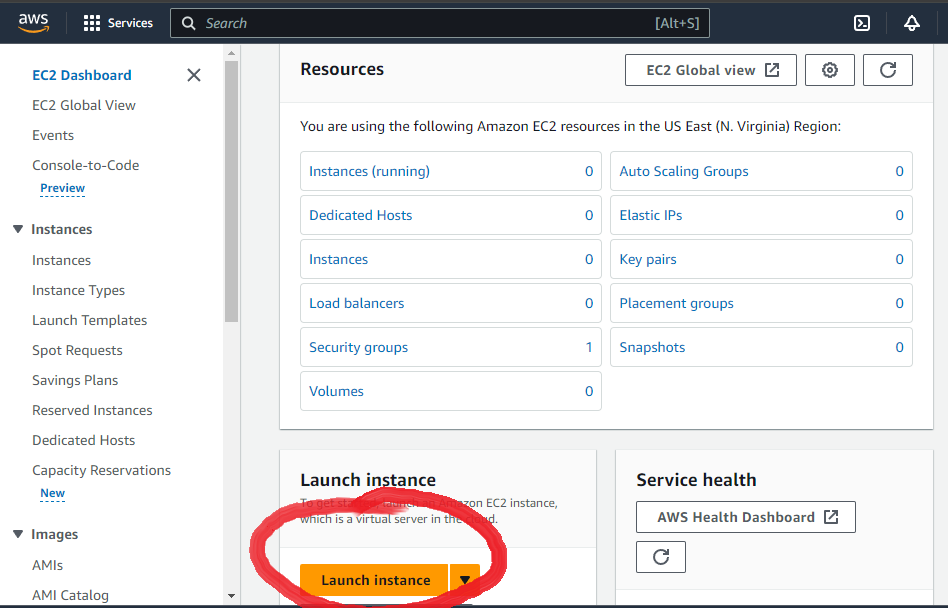 aws
Services
Search
[Alt+S]
EC2 Dashboard
EC2 Global View
Events
Console-to-Code
Preview
Instances
Instances
Instance Types
Launch Templates
Spot Requests
Savings Plans
Reserved Instances
Dedicated Hosts
Capacity Reservations
New
Images
AMIs
AMI Catalog
Resources
EC2 Global view
You are using the following Amazon EC2 resources in the US East (N. Virginia) Region:
Instances (running) 0
Auto Scaling Groups 0
Dedicated Hosts 0
Elastic IPs 0
Instances 0
Key pairs 0
Load balancers 0
Placement groups 0
Security groups 1
Snapshots 0
Volumes 0
Launch instance
To get started, launch an Amazon EC2 instance,
which is a virtual server in the cloud.
Launch instance
Service health
AWS Health Dashboard